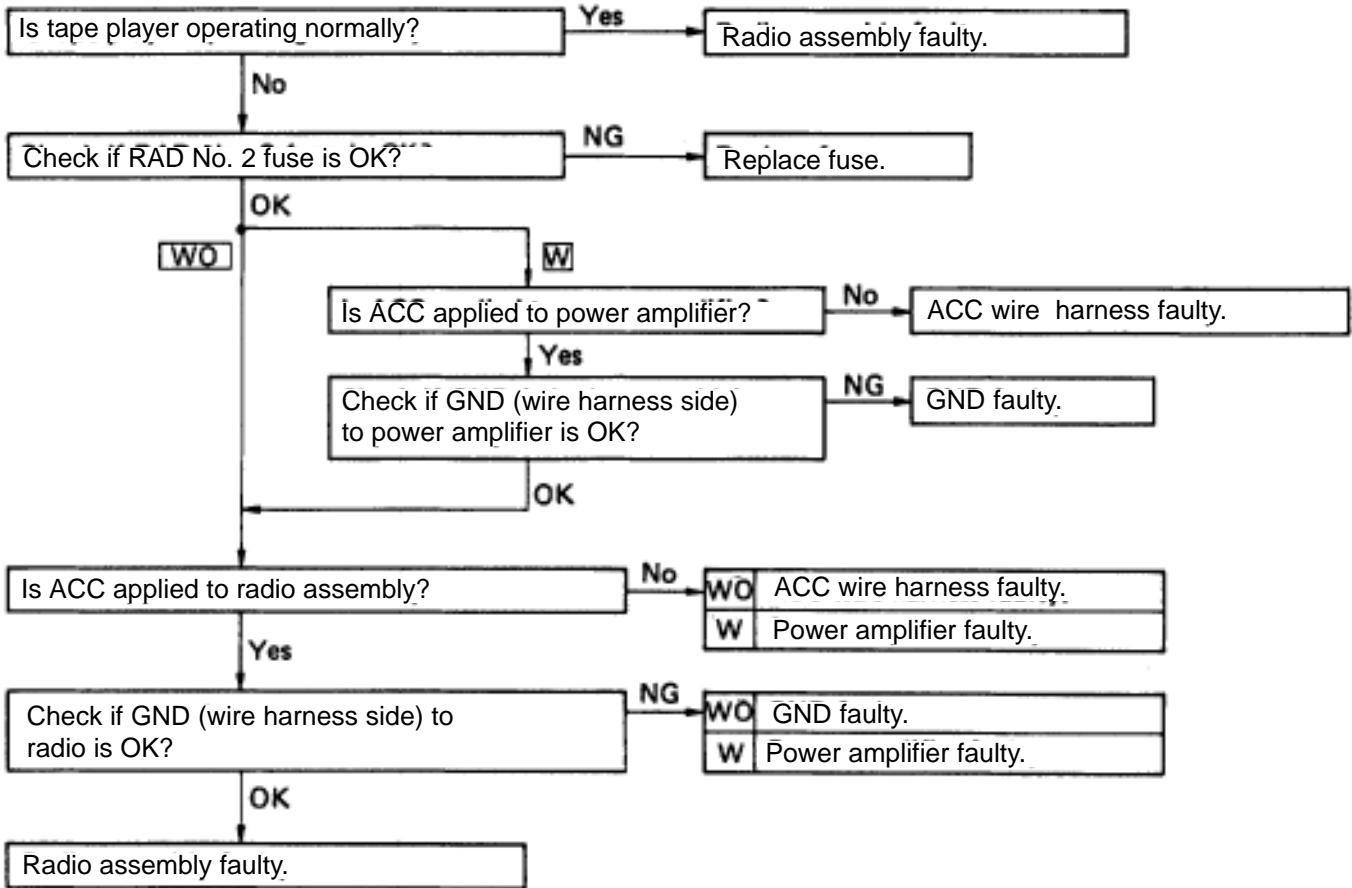 Is tape player operating normally?
Yes
Radio assembly faulty.
No
Check if RAD No. 2 fuse is OK?
NG
Replace fuse.
OK
WO
W
Is ACC applied to power amplifier?
No
ACC wire harness faulty.
Yes
Check if GND (wire harness side)
to power amplifier is OK?
NG
GND faulty.
OK
Is ACC applied to radio assembly?
No
WO ACC wire harness faulty.
W Power amplifier faulty.
Yes
Check if GND (wire harness side) to
radio is OK?
NG
WO GND faulty.
W Power amplifier faulty.
OK
Radio assembly faulty.